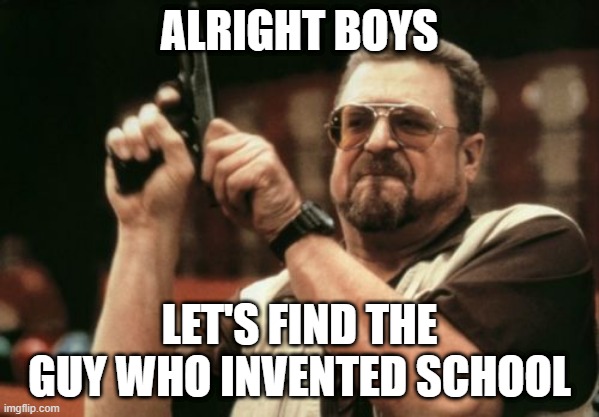 ALRIGHT BOYS
LET'S FIND THE
GUY WHO INVENTED SCHOOL
imgflip.com